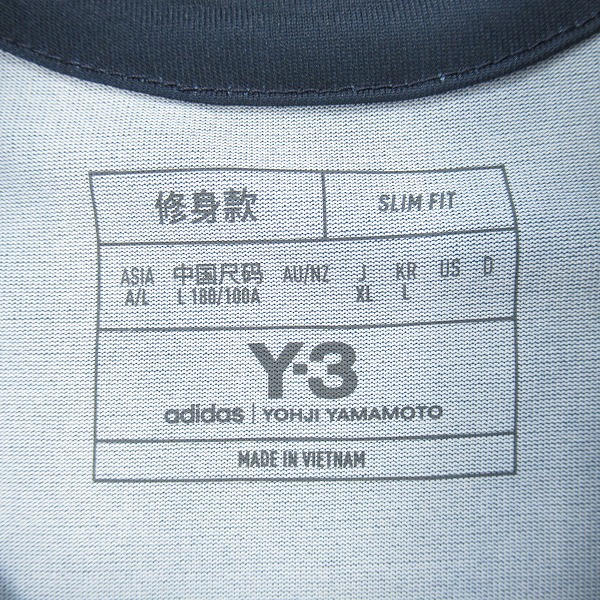 修身款 SLIM FIT
ASIA 中国尺码 AU/NZ J KR US D
A/L L 180/100A XL L
Y-3
adidas | YOHJI YAMAMOTO
MADE IN VIETNAM